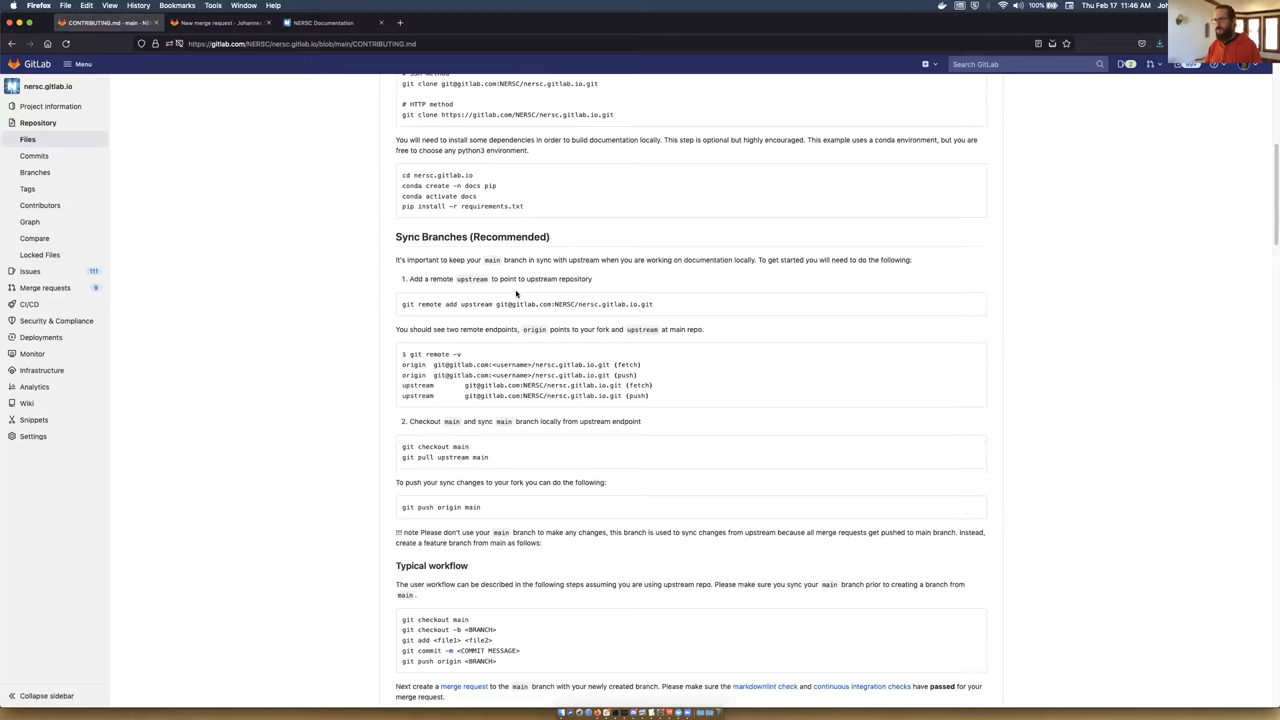 Firefox File Edit View History Bookmarks Tools Window Help 100% Thu Feb 17 11:46 AM
CONTRIBUTING.md · main · NE New merge request · Johannes NERSC Documentation
https://gitlab.com/NERSC/nersc.gitlab.io/blob/main/CONTRIBUTING.md
GitLab Menu Search GitLab 2
nersc.gitlab.io
Project information
Repository
Files
Commits
Branches
Tags
Contributors
Graph
Compare
Locked Files
Issues 111
Merge requests 9
CI/CD
Security & Compliance
Deployments
Monitor
Infrastructure
Analytics
Wiki
Snippets
Settings
Collapse sidebar
# SSH method
git clone git@gitlab.com:NERSC/nersc.gitlab.io.git
# HTTP method
git clone https://gitlab.com/NERSC/nersc.gitlab.io.git
You will need to install some dependencies in order to build documentation locally. This step is optional but highly encouraged. This example uses a conda environment, but you are
free to choose any python3 environment.
cd nersc.gitlab.io
conda create -n docs pip
conda activate docs
pip install -r requirements.txt
Sync Branches (Recommended)
It's important to keep your main branch in sync with upstream when you are working on documentation locally. To get started you will need to do the following:
1. Add a remote upstream to point to upstream repository
git remote add upstream git@gitlab.com:NERSC/nersc.gitlab.io.git
You should see two remote endpoints, origin points to your fork and upstream at main repo.
$ git remote -v
origin git@gitlab.com:<username>/nersc.gitlab.io.git (fetch)
origin git@gitlab.com:<username>/nersc.gitlab.io.git (push)
upstream git@gitlab.com:NERSC/nersc.gitlab.io.git (fetch)
upstream git@gitlab.com:NERSC/nersc.gitlab.io.git (push)
2. Checkout main and sync main branch locally from upstream endpoint
git checkout main
git pull upstream main
To push your sync changes to your fork you can do the following:
git push origin main
!!! note Please don't use your main branch to make any changes, this branch is used to sync changes from upstream because all merge requests get pushed to main branch. Instead,
create a feature branch from main as follows:
Typical workflow
The user workflow can be described in the following steps assuming you are using upstream repo. Please make sure you sync your main branch prior to creating a branch from
main.
git checkout main
git checkout -b <BRANCH>
git add <file1> <file2>
git commit -m <COMMIT MESSAGE>
git push origin <BRANCH>
Next create a merge request to the main branch with your newly created branch. Please make sure the markdownlint check and continuous integration checks have passed for your
merge request.